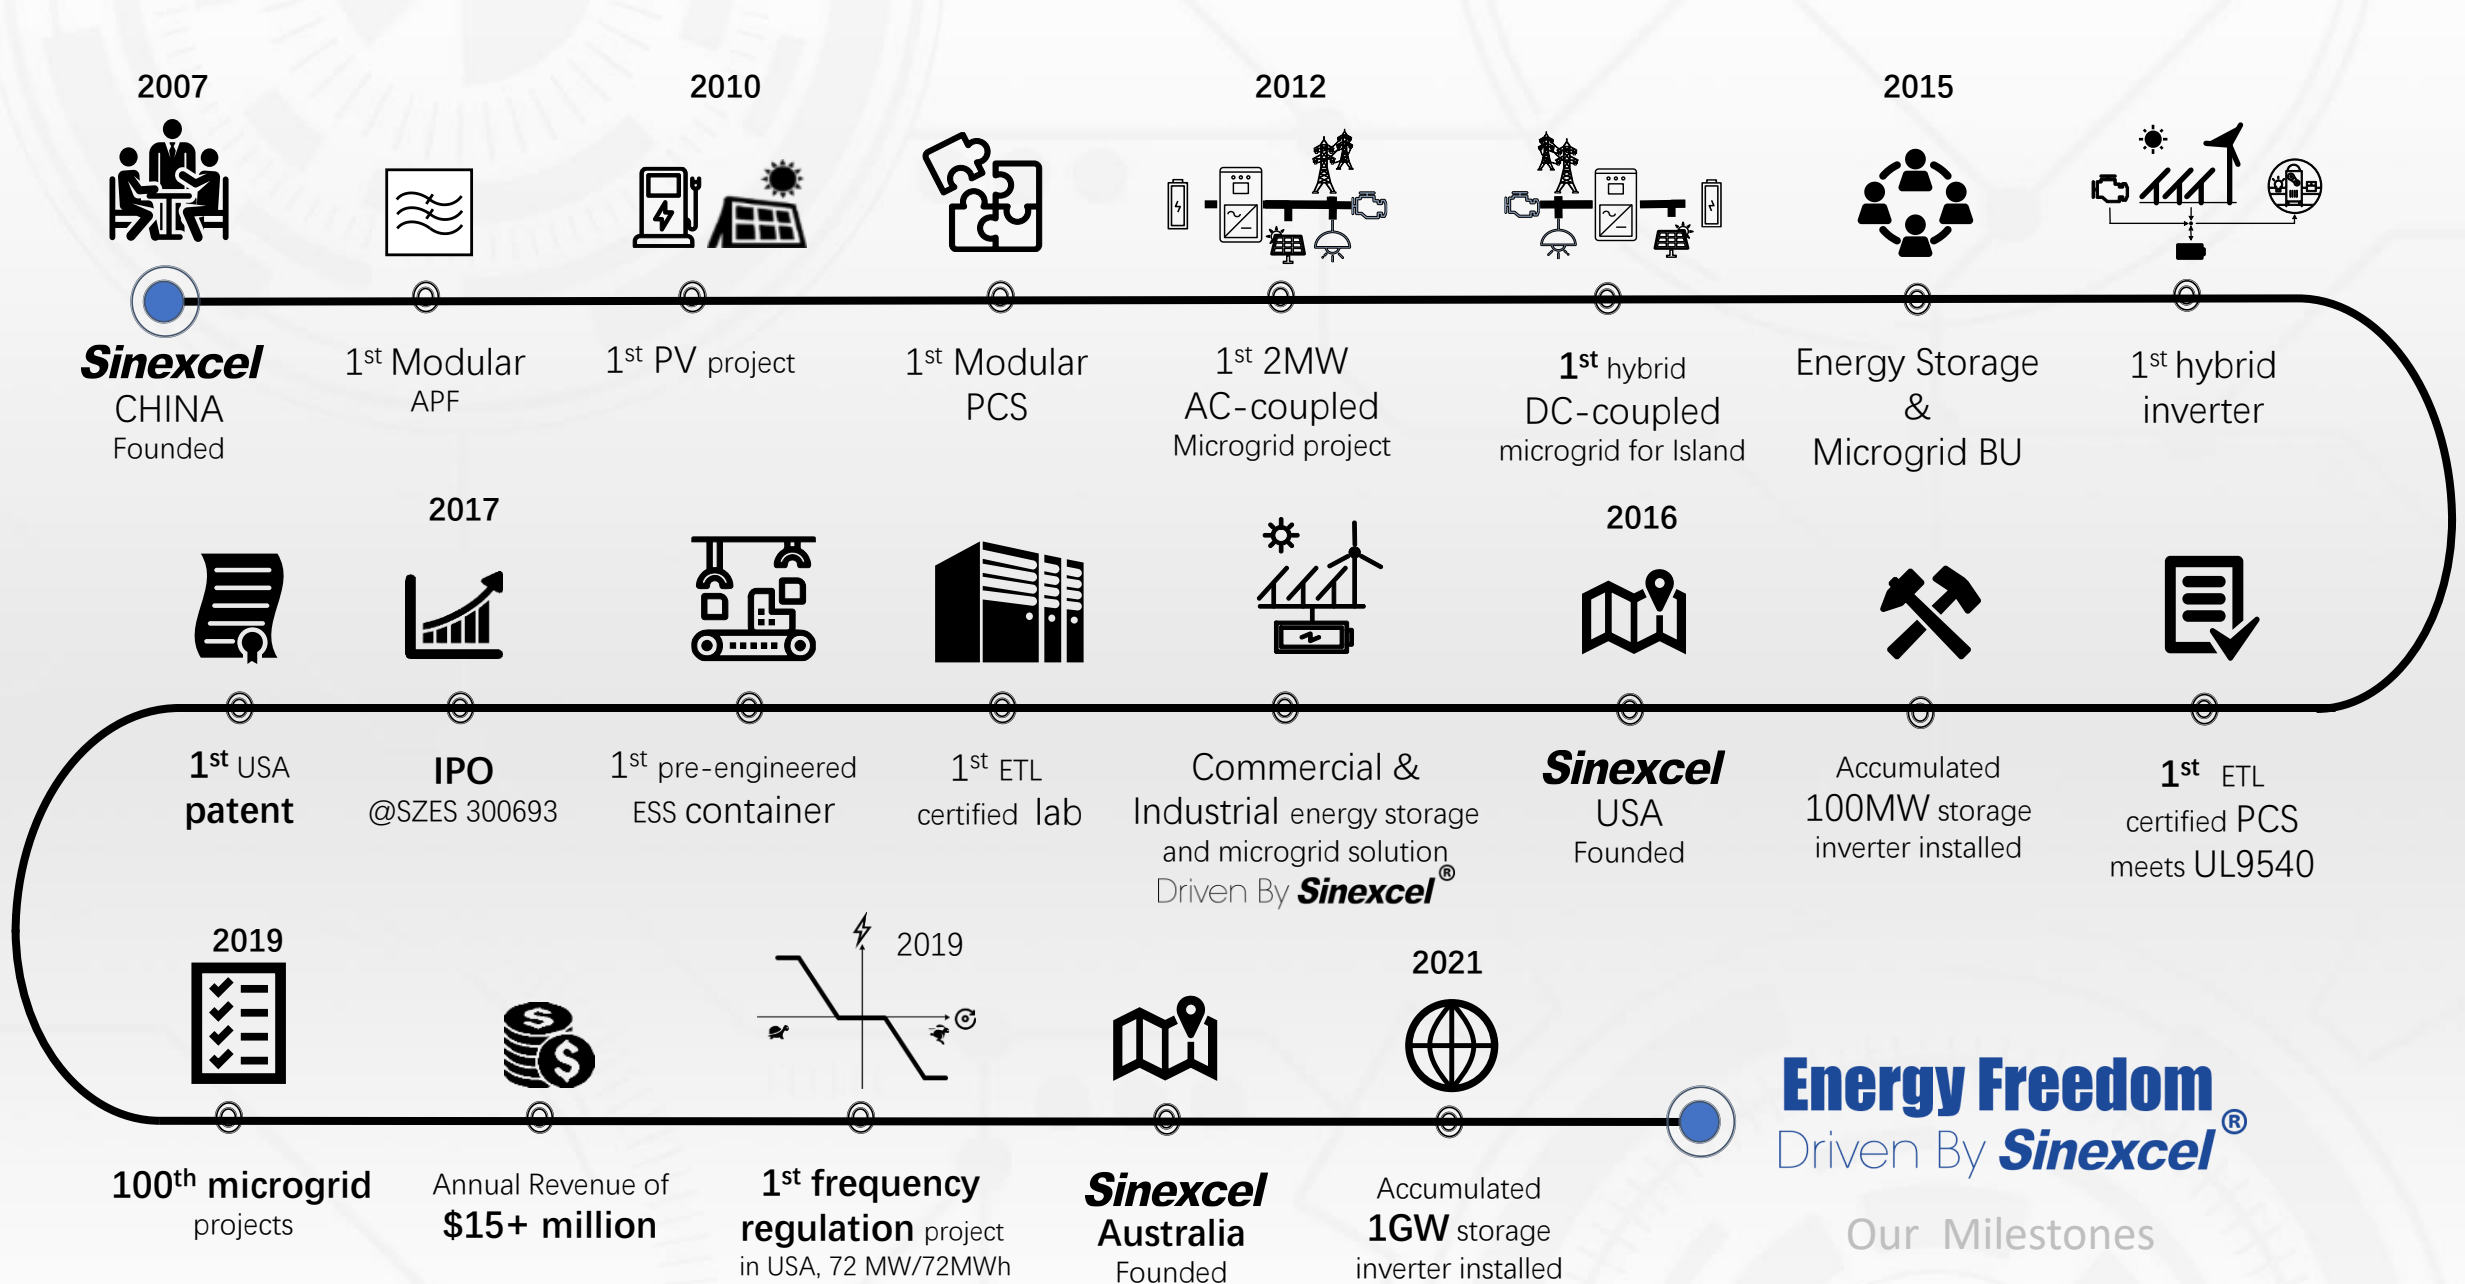 2007
2010
2012
2015
Sinexcel
CHINA
Founded
1st Modular
APF
1st PV project
1st Modular
PCS
1st 2MW
AC-coupled
Microgrid project
1st hybrid
DC-coupled
microgrid for Island
Energy Storage
&
Microgrid BU
1st hybrid
inverter
2017
2016
1st USA
patent
IPO
@SZES 300693
1st pre-engineered
ESS container
1st ETL
certified lab
Commercial &
Industrial energy storage
and microgrid solution
Driven By Sinexcel®
Sinexcel
USA
Founded
Accumulated
100MW storage
inverter installed
1st ETL
certified PCS
meets UL9540
2019
2019
2021
100th microgrid
projects
Annual Revenue of
$15+ million
1st frequency
regulation project
in USA, 72 MW/72MWh
Sinexcel
Australia
Founded
Accumulated
1GW storage
inverter installed
Energy Freedom
Driven By Sinexcel®
Our Milestones